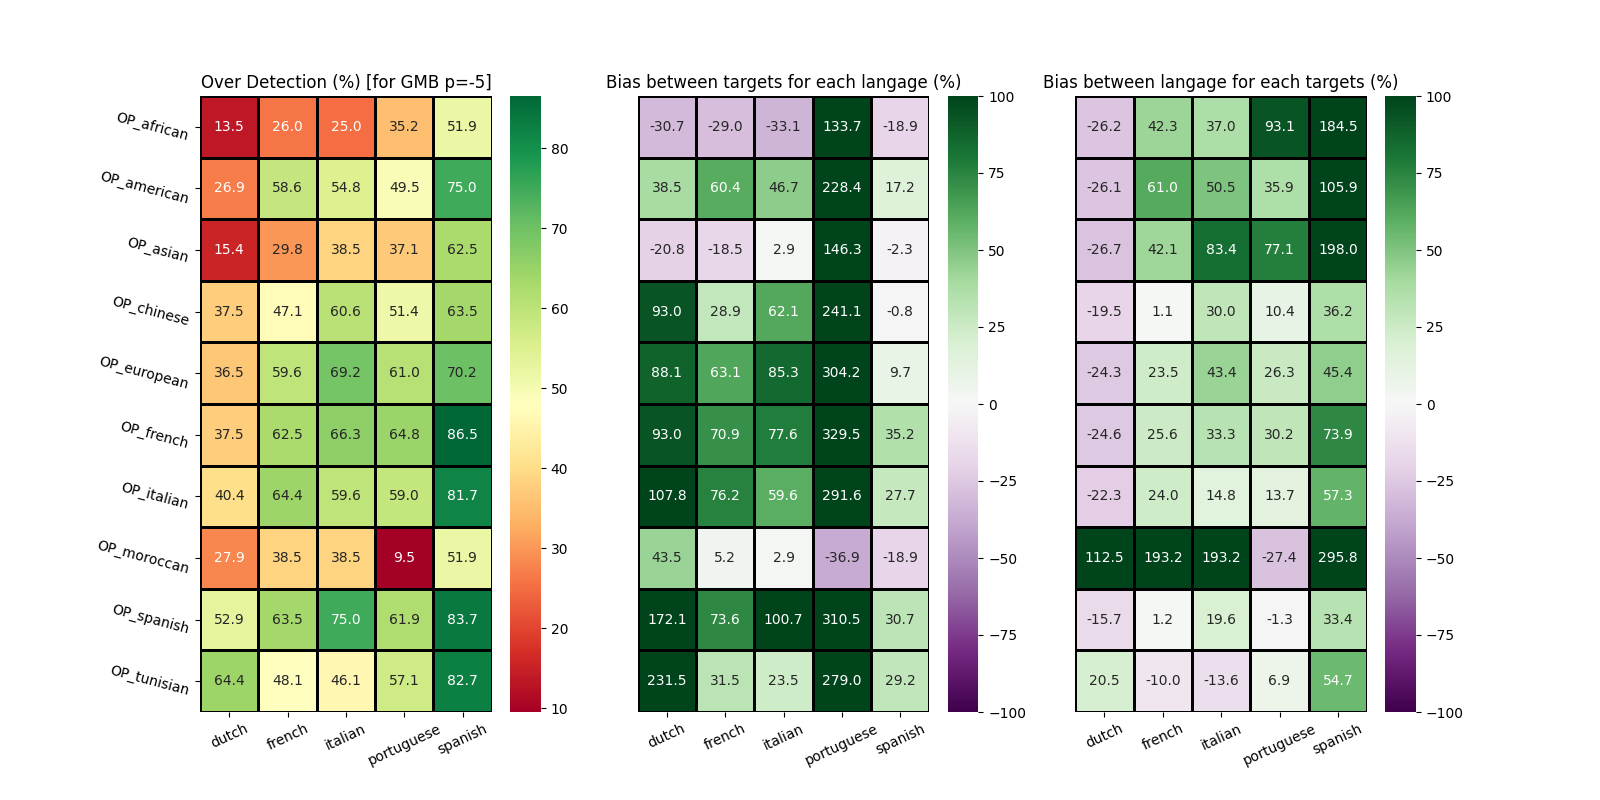 Over Detection (%) [for GMB p=-5]
Bias between targets for each langage (%)
Bias between langage for each targets (%)
OP_african 13.5 26.0 25.0 35.2 51.9 -30.7 -29.0 -33.1 133.7 -18.9 -26.2 42.3 37.0 93.1 184.5
OP_american 26.9 58.6 54.8 49.5 75.0 38.5 60.4 46.7 228.4 17.2 -26.1 61.0 50.5 35.9 105.9
OP_asian 15.4 29.8 38.5 37.1 62.5 -20.8 -18.5 2.9 146.3 -2.3 -26.7 42.1 83.4 77.1 198.0
OP_chinese 37.5 47.1 60.6 51.4 63.5 93.0 28.9 62.1 241.1 -0.8 -19.5 1.1 30.0 10.4 36.2
OP_european 36.5 59.6 69.2 61.0 70.2 88.1 63.1 85.3 304.2 9.7 -24.3 23.5 43.4 26.3 45.4
OP_french 37.5 62.5 66.3 64.8 86.5 93.0 70.9 77.6 329.5 35.2 -24.6 25.6 33.3 30.2 73.9
OP_italian 40.4 64.4 59.6 59.0 81.7 107.8 76.2 59.6 291.6 27.7 -22.3 24.0 14.8 13.7 57.3
OP_moroccan 27.9 38.5 38.5 9.5 51.9 43.5 5.2 2.9 -36.9 -18.9 112.5 193.2 193.2 -27.4 295.8
OP_spanish 52.9 63.5 75.0 61.9 83.7 172.1 73.6 100.7 310.5 30.7 -15.7 1.2 19.6 -1.3 33.4
OP_tunisian 64.4 48.1 46.1 57.1 82.7 231.5 31.5 23.5 279.0 29.2 20.5 -10.0 -13.6 6.9 54.7
dutch french italian portuguese spanish
dutch french italian portuguese spanish
dutch french italian portuguese spanish
80
70
60
50
40
30
20
10
100
75
50
25
0
−25
−50
−75
−100
100
75
50
25
0
−25
−50
−75
−100